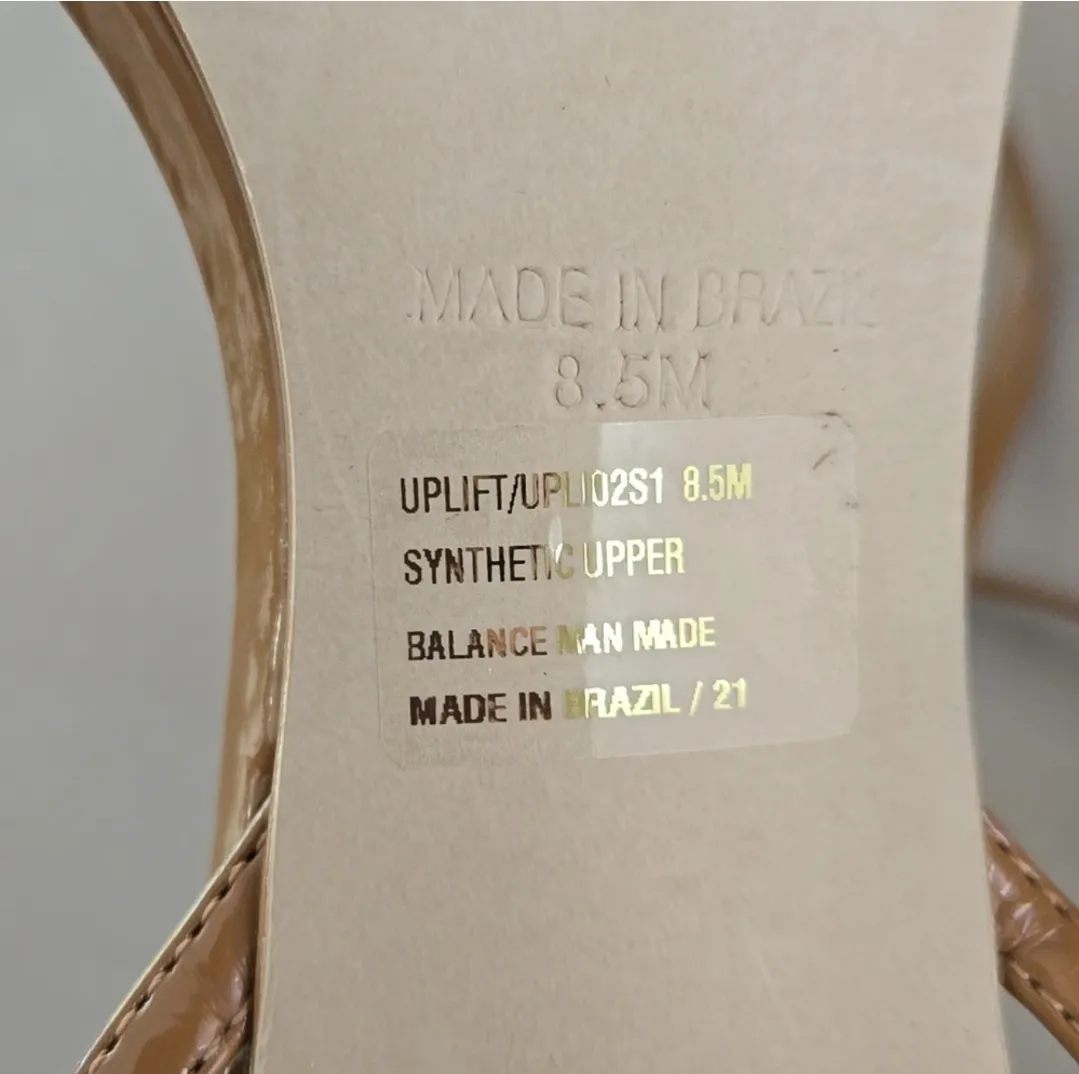 MADE IN BRAZIL
8.5M
UPLIFT/UPLI02S1 8.5M
SYNTHETIC UPPER
BALANCE MAN MADE
MADE IN BRAZIL / 21